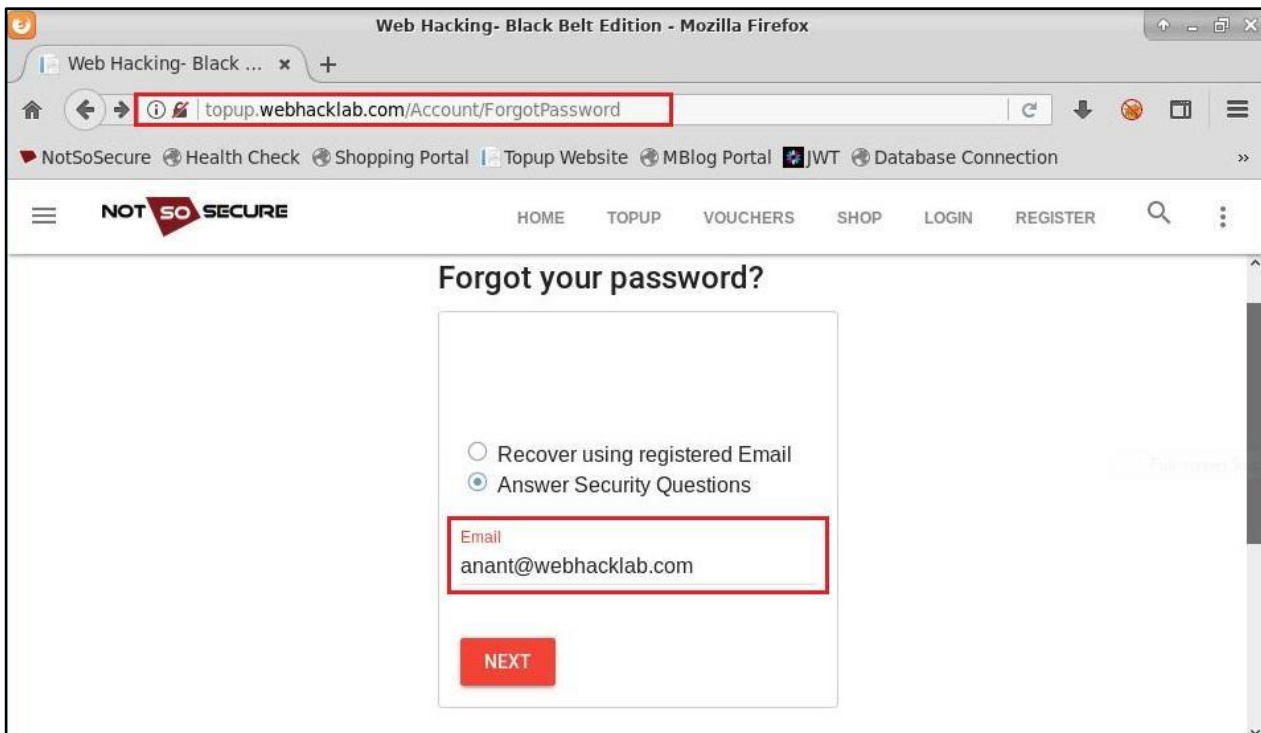 Web Hacking- Black Belt Edition - Mozilla Firefox
Web Hacking- Black ...
topup.webhacklab.com/Account/ForgotPassword
NotSoSecure Health Check Shopping Portal Topup Website MBlog Portal JWT Database Connection »
NOT SO SECURE HOME TOPUP VOUCHERS SHOP LOGIN REGISTER
Forgot your password?
Recover using registered Email
Answer Security Questions
Email
anant@webhacklab.com
NEXT